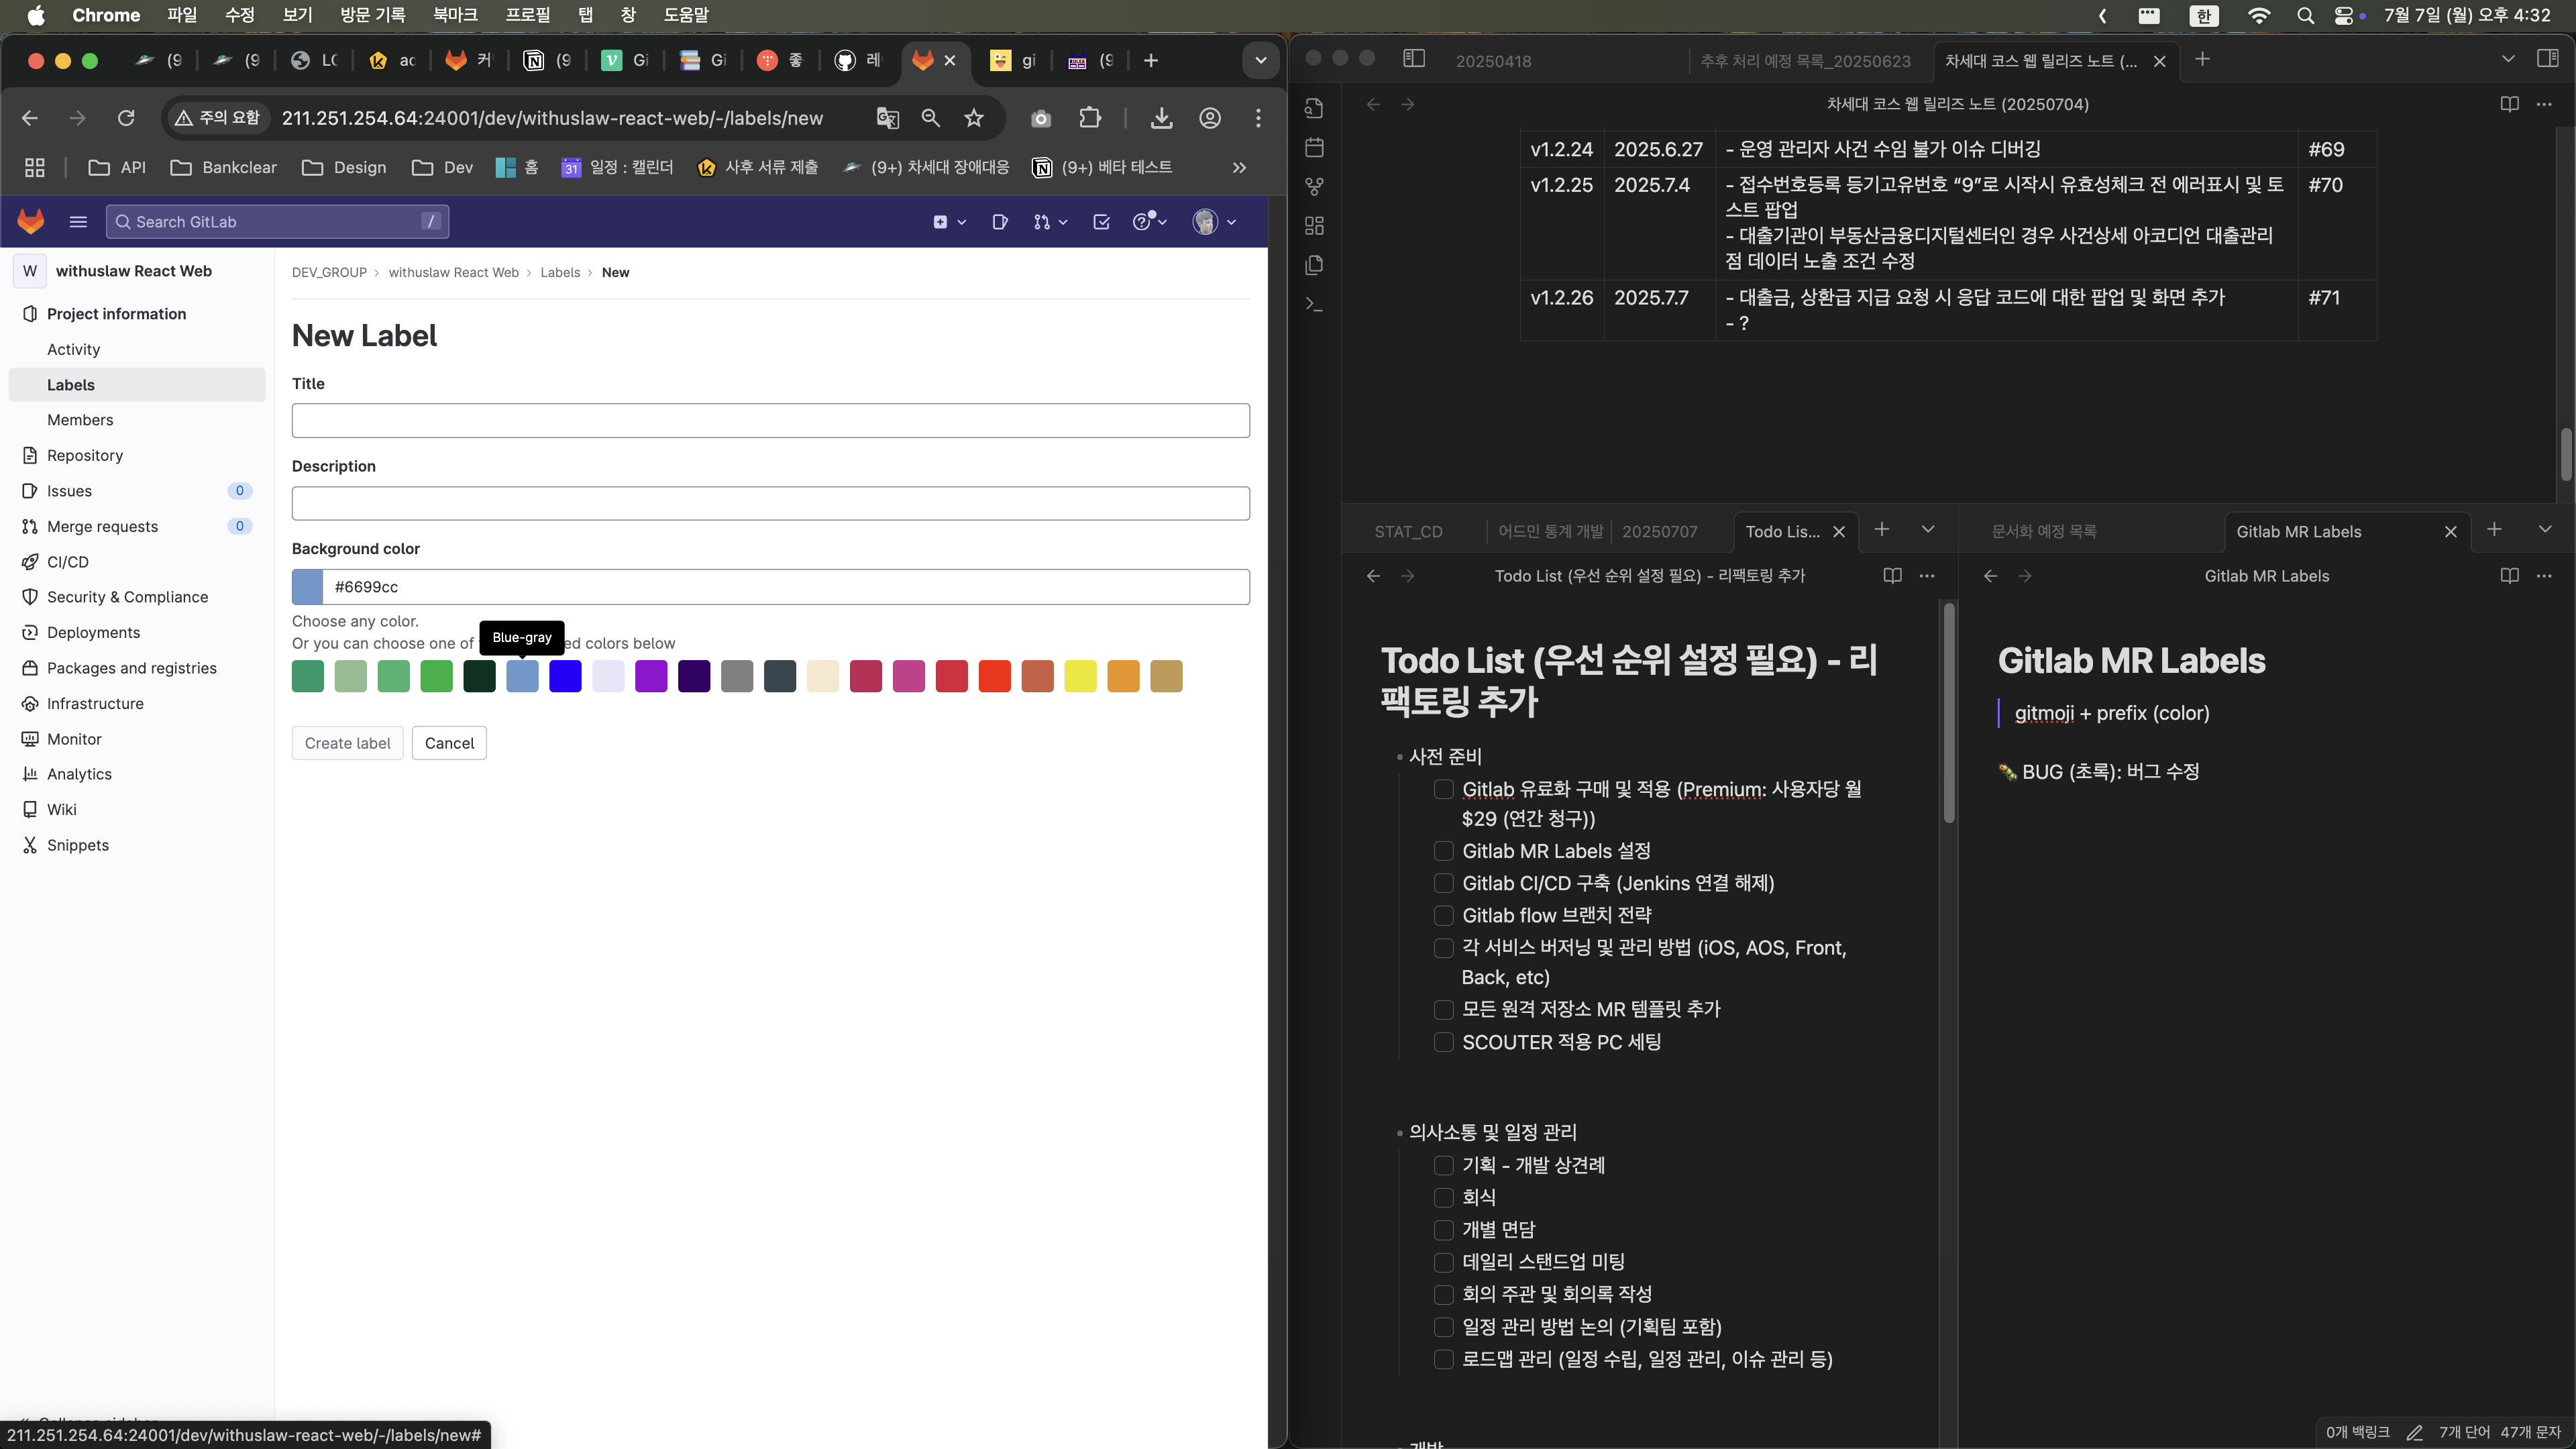 Chrome 파일 수정 보기 방문 기록 북마크 프로필 탭 창 도움말 한 7월 7일 (월) 오후 4:32
(9 (9 LC ac 커 (9 Gi Gi 좋 레 gi (9
주의 요함 211.251.254.64:24001/dev/withuslaw-react-web/-/labels/new
API Bankclear Design Dev 홈 31 일정 : 캘린더 사후 서류 제출 (9+) 차세대 장애대응 (9+) 베타 테스트
Search GitLab /
W withuslaw React Web
Project information
Activity
Labels
Members
Repository
Issues 0
Merge requests 0
CI/CD
Security & Compliance
Deployments
Packages and registries
Infrastructure
Monitor
Analytics
Wiki
Snippets
Collapse sidebar
211.251.254.64:24001/dev/withuslaw-react-web/-/labels/new#
DEV_GROUP › withuslaw React Web › Labels › New
New Label
Title
Description
Background color
#6699cc
Choose any color.
Or you can choose one of ed colors below
Blue-gray
Create label Cancel
20250418 추후 처리 예정 목록_20250623 차세대 코스 웹 릴리즈 노트 (...
차세대 코스 웹 릴리즈 노트 (20250704)
v1.2.24 2025.6.27 - 운영 관리자 사건 수임 불가 이슈 디버깅 #69
v1.2.25 2025.7.4 - 접수번호등록 등기고유번호 “9”로 시작시 유효성체크 전 에러표시 및 토 #70
스트 팝업
- 대출기관이 부동산금융디지털센터인 경우 사건상세 아코디언 대출관리
점 데이터 노출 조건 수정
v1.2.26 2025.7.7 - 대출금, 상환급 지급 요청 시 응답 코드에 대한 팝업 및 화면 추가 #71
- ?
STAT_CD 어드민 통계 개발 20250707 Todo Lis...
Todo List (우선 순위 설정 필요) - 리팩토링 추가
Todo List (우선 순위 설정 필요) - 리
팩토링 추가
사전 준비
Gitlab 유료화 구매 및 적용 (Premium: 사용자당 월
$29 (연간 청구))
Gitlab MR Labels 설정
Gitlab CI/CD 구축 (Jenkins 연결 해제)
Gitlab flow 브랜치 전략
각 서비스 버저닝 및 관리 방법 (iOS, AOS, Front,
Back, etc)
모든 원격 저장소 MR 템플릿 추가
SCOUTER 적용 PC 세팅
의사소통 및 일정 관리
기획 - 개발 상견례
회식
개별 면담
데일리 스탠드업 미팅
회의 주관 및 회의록 작성
일정 관리 방법 논의 (기획팀 포함)
로드맵 관리 (일정 수립, 일정 관리, 이슈 관리 등)
개발
문서화 예정 목록 Gitlab MR Labels
Gitlab MR Labels
Gitlab MR Labels
gitmoji + prefix (color)
🐛 BUG (초록): 버그 수정
0개 백링크 7개 단어 47개 문자